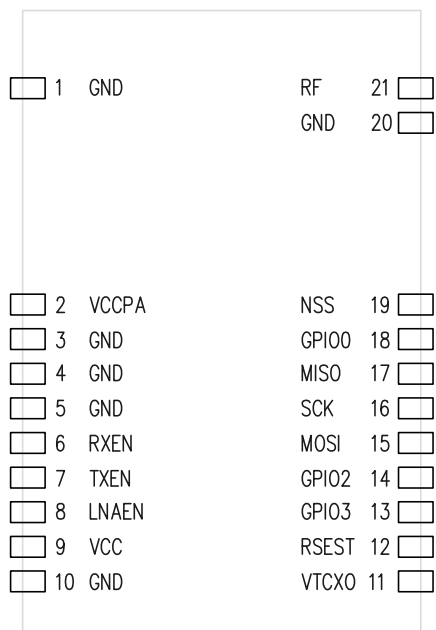 1 GND RF 21
GND 20
2 VCCPA NSS 19
3 GND GPIO0 18
4 GND MISO 17
5 GND SCK 16
6 RXEN MOSI 15
7 TXEN GPIO2 14
8 LNAEN GPIO3 13
9 VCC RSEST 12
10 GND VTCXO 11